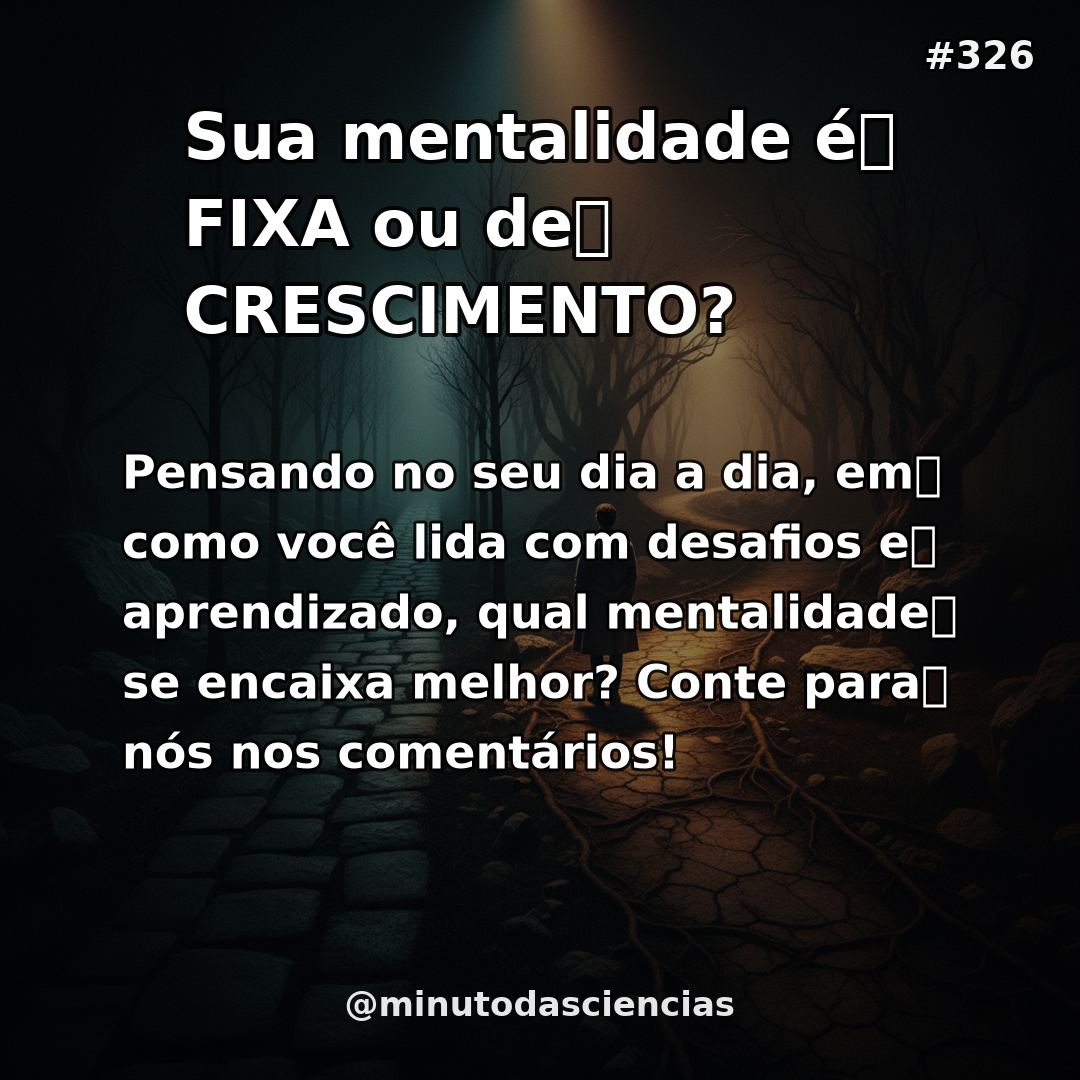 #326
Sua mentalidade é▯
FIXA ou de▯
CRESCIMENTO?
Pensando no seu dia a dia, em▯
como você lida com desafios e▯
aprendizado, qual mentalidade▯
se encaixa melhor? Conte para▯
nós nos comentários!
@minutodasciencias